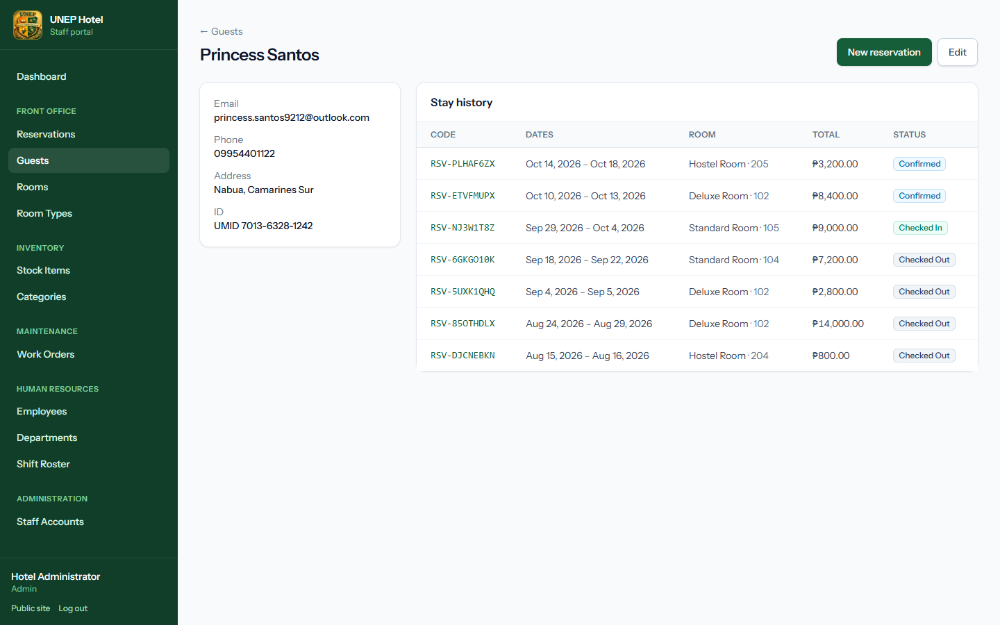 UNEP
UNEP Hotel
Staff portal
Dashboard
FRONT OFFICE
Reservations
Guests
Rooms
Room Types
INVENTORY
Stock Items
Categories
MAINTENANCE
Work Orders
HUMAN RESOURCES
Employees
Departments
Shift Roster
ADMINISTRATION
Staff Accounts
Hotel Administrator
Admin
Public site Log out
← Guests
Princess Santos
New reservation Edit
Email
princess.santos9212@outlook.com
Phone
09954401122
Address
Nabua, Camarines Sur
ID
UMID 7013-6328-1242
Stay history
CODE DATES ROOM TOTAL STATUS
RSV-PLHAF6ZX Oct 14, 2026 – Oct 18, 2026 Hostel Room · 205 ₱3,200.00 Confirmed
RSV-ETVFMUPX Oct 10, 2026 – Oct 13, 2026 Deluxe Room · 102 ₱8,400.00 Confirmed
RSV-NJ3W1T8Z Sep 29, 2026 – Oct 4, 2026 Standard Room · 105 ₱9,000.00 Checked In
RSV-6GKGO10K Sep 18, 2026 – Sep 22, 2026 Standard Room · 104 ₱7,200.00 Checked Out
RSV-5UXK1QHQ Sep 4, 2026 – Sep 5, 2026 Deluxe Room · 102 ₱2,800.00 Checked Out
RSV-85OTHDLX Aug 24, 2026 – Aug 29, 2026 Deluxe Room · 102 ₱14,000.00 Checked Out
RSV-DJCNEBKN Aug 15, 2026 – Aug 16, 2026 Hostel Room · 204 ₱800.00 Checked Out